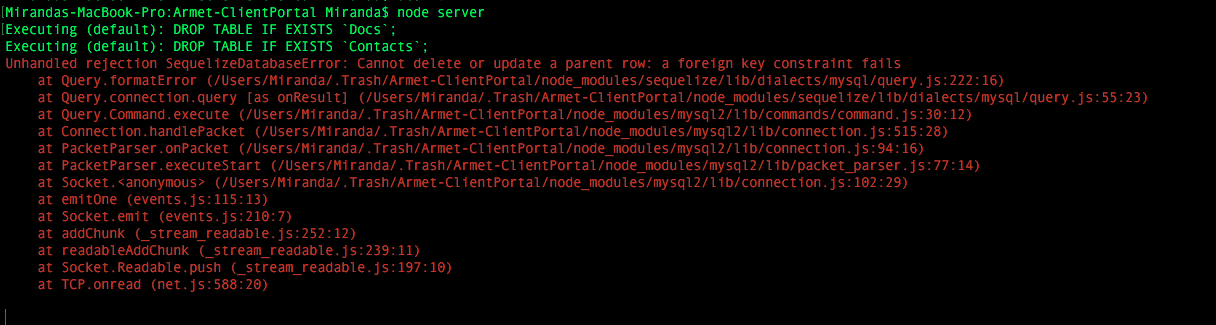 [Mirandas-MacBook-Pro:Armet-ClientPortal Miranda$ node server
[Executing (default): DROP TABLE IF EXISTS `Docs`;
Executing (default): DROP TABLE IF EXISTS `Contacts`;
Unhandled rejection SequelizeDatabaseError: Cannot delete or update a parent row: a foreign key constraint fails
at Query.formatError (/Users/Miranda/.Trash/Armet-ClientPortal/node_modules/sequelize/lib/dialects/mysql/query.js:222:16)
at Query.connection.query [as onResult] (/Users/Miranda/.Trash/Armet-ClientPortal/node_modules/sequelize/lib/dialects/mysql/query.js:55:23)
at Query.Command.execute (/Users/Miranda/.Trash/Armet-ClientPortal/node_modules/mysql2/lib/commands/command.js:30:12)
at Connection.handlePacket (/Users/Miranda/.Trash/Armet-ClientPortal/node_modules/mysql2/lib/connection.js:515:28)
at PacketParser.onPacket (/Users/Miranda/.Trash/Armet-ClientPortal/node_modules/mysql2/lib/connection.js:94:16)
at PacketParser.executeStart (/Users/Miranda/.Trash/Armet-ClientPortal/node_modules/mysql2/lib/packet_parser.js:77:14)
at Socket.<anonymous> (/Users/Miranda/.Trash/Armet-ClientPortal/node_modules/mysql2/lib/connection.js:102:29)
at emitOne (events.js:115:13)
at Socket.emit (events.js:210:7)
at addChunk (_stream_readable.js:252:12)
at readableAddChunk (_stream_readable.js:239:11)
at Socket.Readable.push (_stream_readable.js:197:10)
at TCP.onread (net.js:588:20)